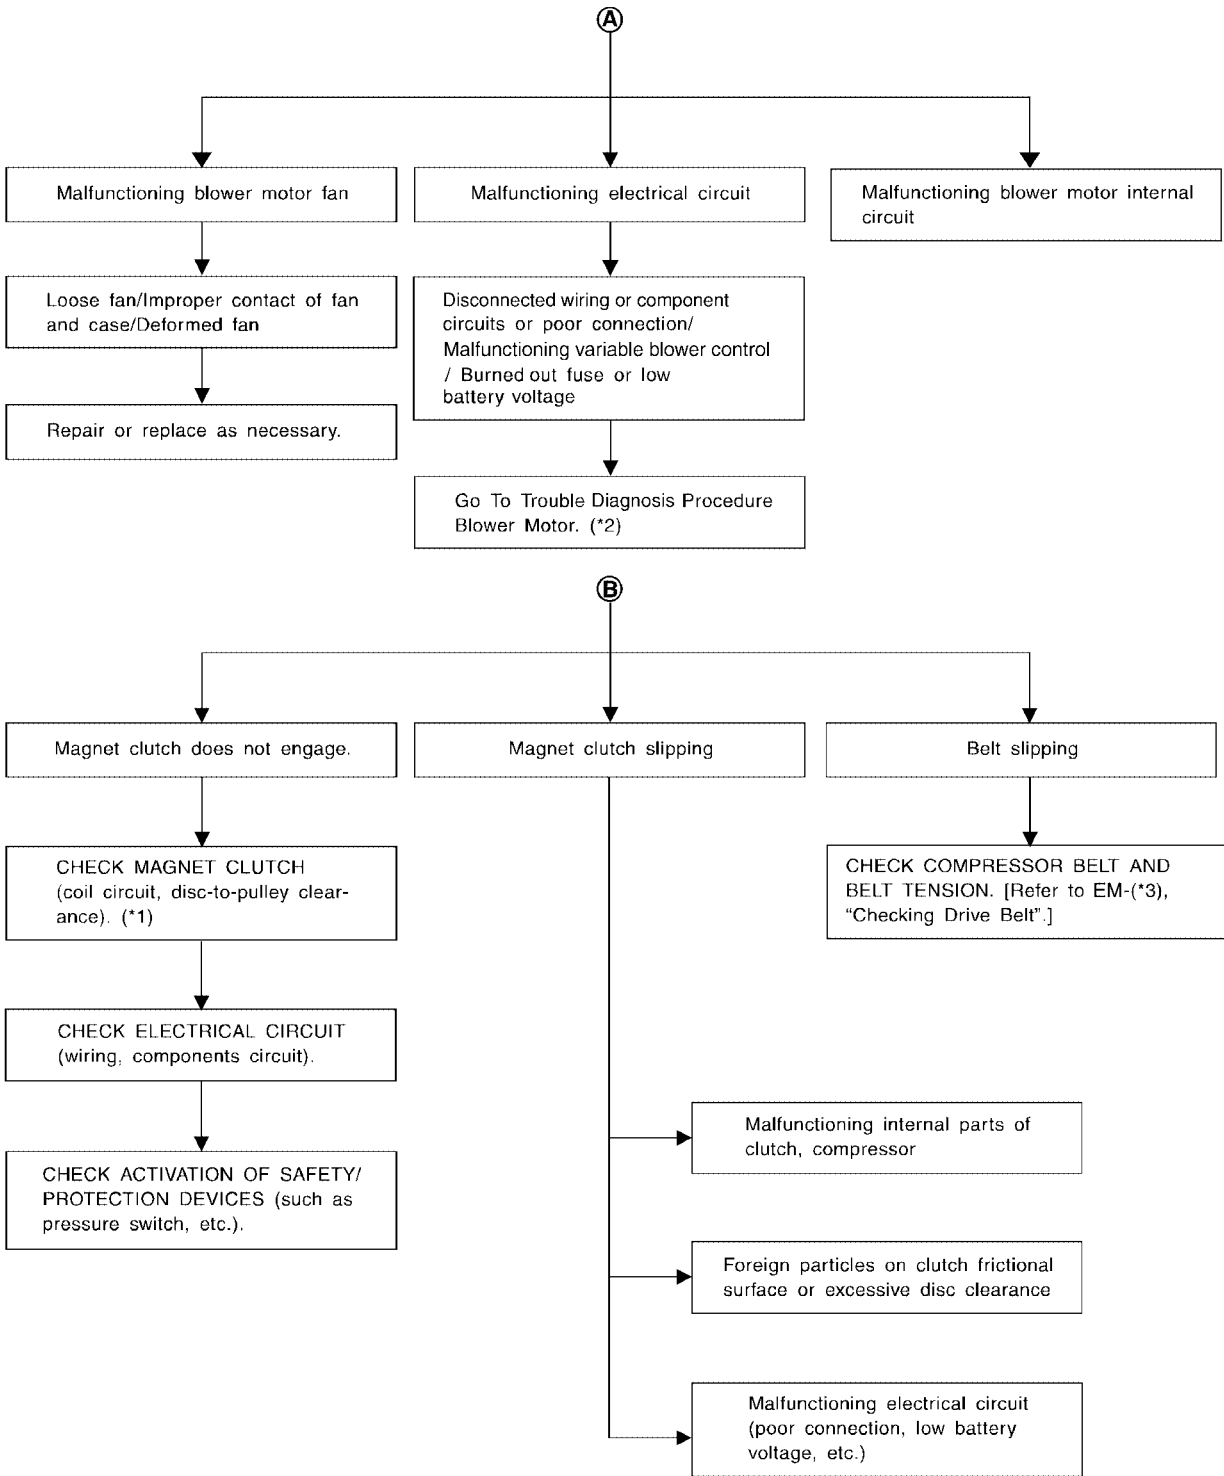 A
Malfunctioning blower motor fan
Malfunctioning electrical circuit
Malfunctioning blower motor internal
circuit
Loose fan/Improper contact of fan
and case/Deformed fan
Disconnected wiring or component
circuits or poor connection/
Malfunctioning variable blower control
/ Burned out fuse or low
battery voltage
Repair or replace as necessary.
Go To Trouble Diagnosis Procedure
Blower Motor. (*2)
B
Magnet clutch does not engage.
Magnet clutch slipping
Belt slipping
CHECK MAGNET CLUTCH
(coil circuit, disc-to-pulley clear-
ance). (*1)
CHECK COMPRESSOR BELT AND
BELT TENSION. [Refer to EM-(*3),
“Checking Drive Belt”.]
CHECK ELECTRICAL CIRCUIT
(wiring, components circuit).
CHECK ACTIVATION OF SAFETY/
PROTECTION DEVICES (such as
pressure switch, etc.).
Malfunctioning internal parts of
clutch, compressor
Foreign particles on clutch frictional
surface or excessive disc clearance
Malfunctioning electrical circuit
(poor connection, low battery
voltage, etc.)